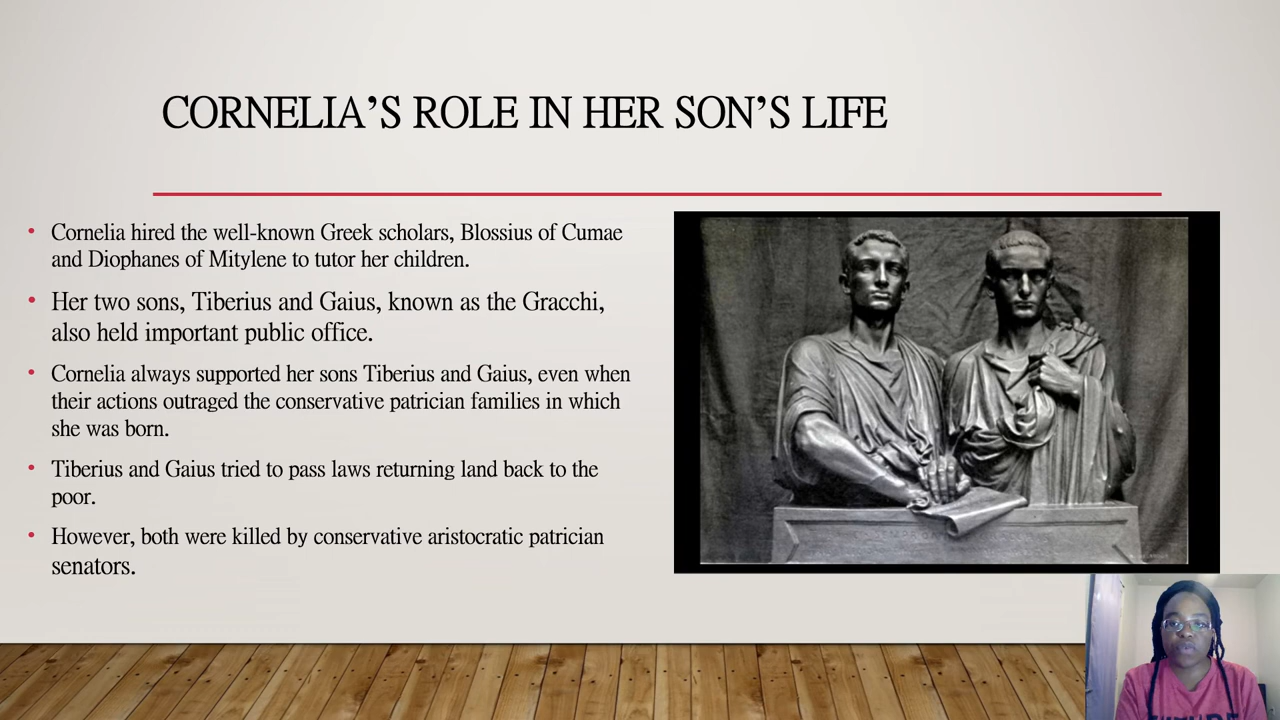 CORNELIA’S ROLE IN HER SON’S LIFE
• Cornelia hired the well-known Greek scholars, Blossius of Cumae
and Diophanes of Mitylene to tutor her children.
• Her two sons, Tiberius and Gaius, known as the Gracchi,
also held important public office.
• Cornelia always supported her sons Tiberius and Gaius, even when
their actions outraged the conservative patrician families in which
she was born.
• Tiberius and Gaius tried to pass laws returning land back to the
poor.
• However, both were killed by conservative aristocratic patrician
senators.